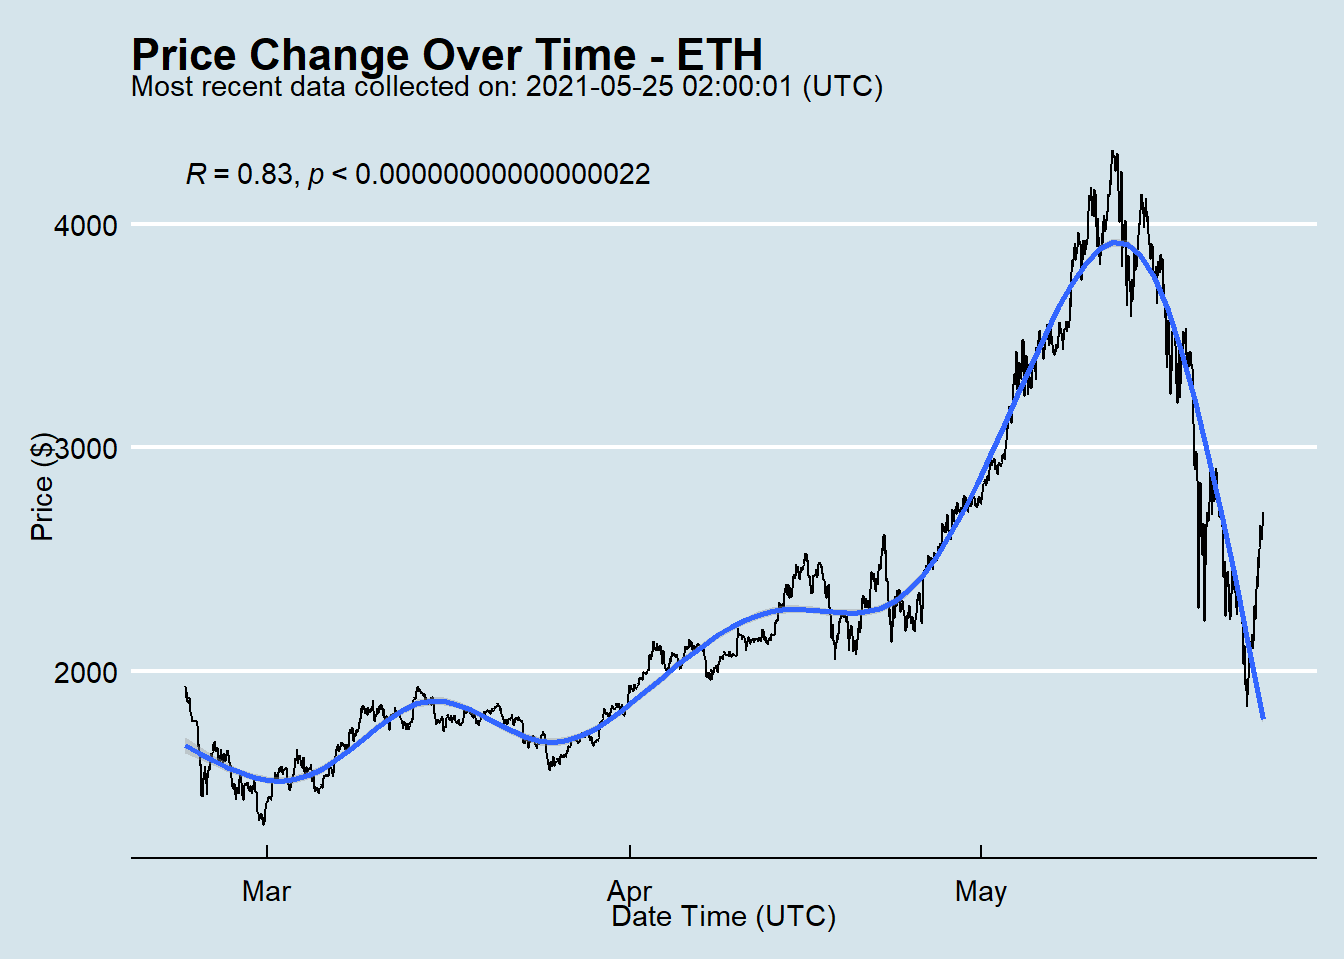 Price Change Over Time - ETH
Most recent data collected on: 2021-05-25 02:00:01 (UTC)
R = 0.83, p < 0.00000000000000022
4000
3000
2000
Price ($)
Mar
Apr
May
Date Time (UTC)